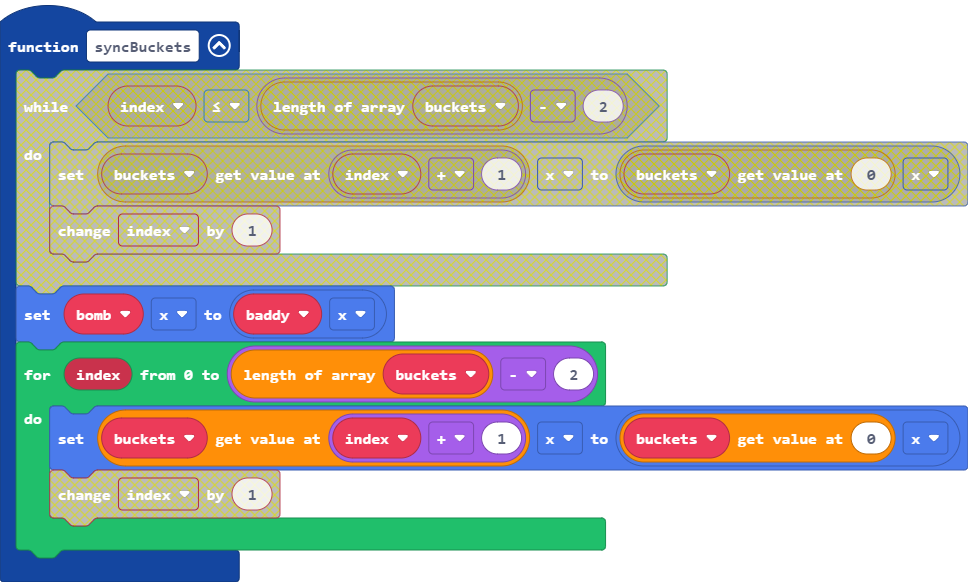 function syncBuckets
while index ≤ length of array buckets - 2
do
set buckets get value at index + 1 x to buckets get value at 0 x
change index by 1
set bomb x to baddy x
for index from 0 to length of array buckets - 2
do
set buckets get value at index + 1 x to buckets get value at 0 x
change index by 1